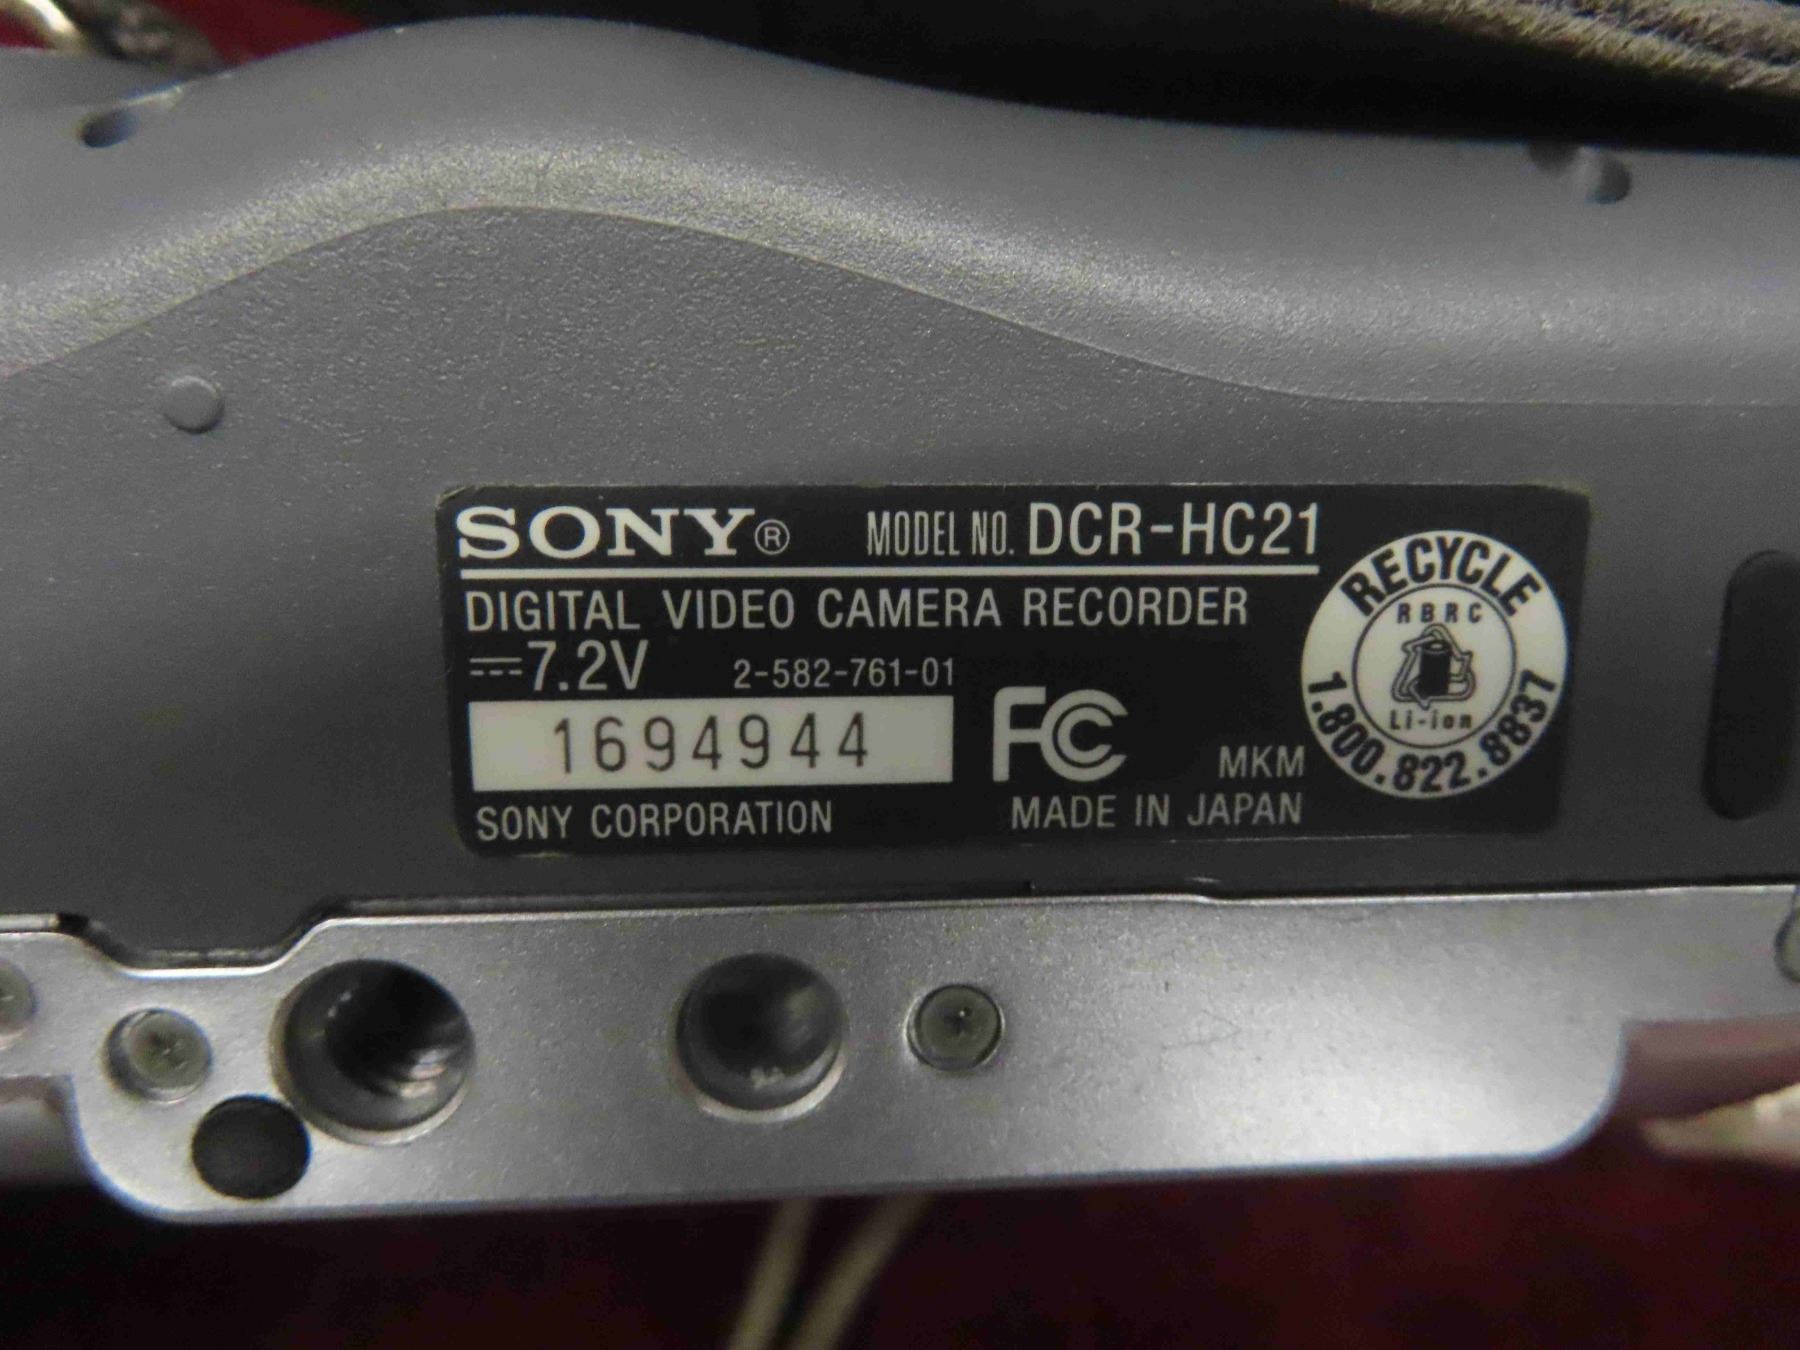 SONY® MODEL NO. DCR-HC21
DIGITAL VIDEO CAMERA RECORDER
7.2V 2-582-761-01
1694944
FC
MKM
SONY CORPORATION MADE IN JAPAN
RECYCLE
RBRC
Li-ion
1.800.822.8837